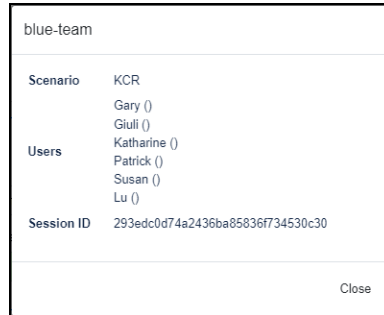 blue-team
Scenario KCR
Gary ()
Giuli ()
Katharine ()
Users
Patrick ()
Susan ()
Lu ()
Session ID 293edc0d74a2436ba85836f734530c30
Close